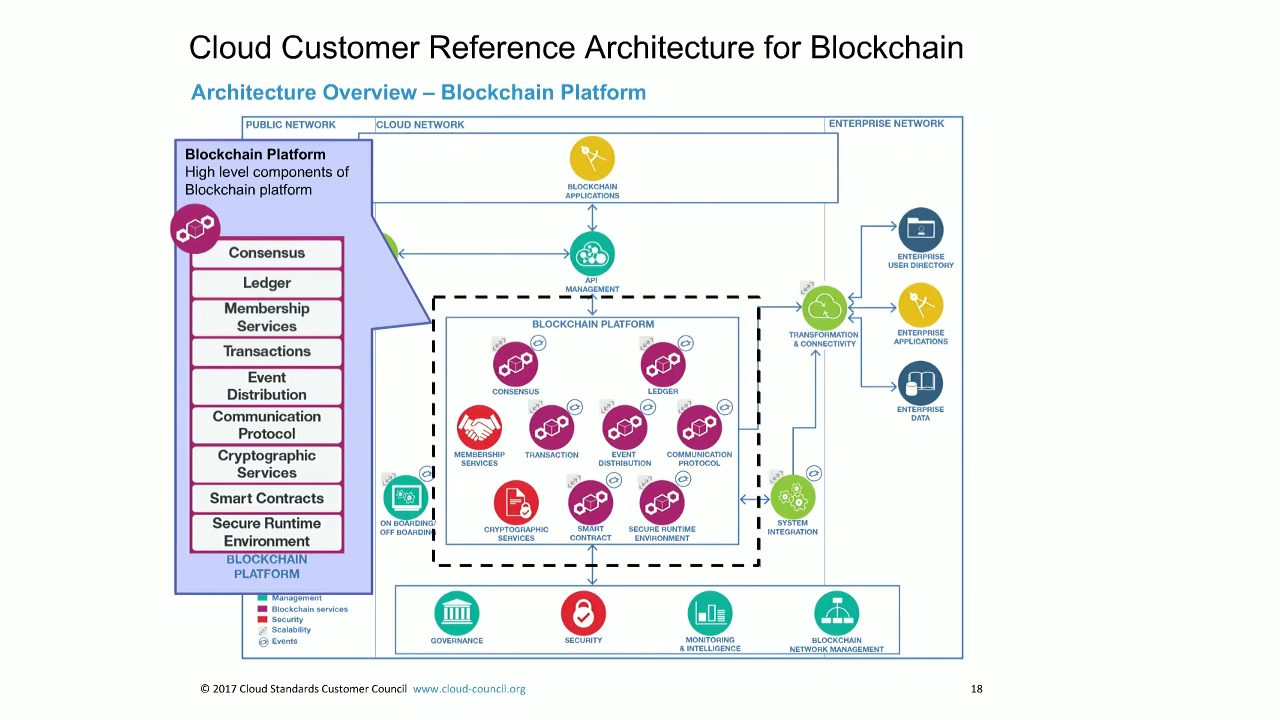 Cloud Customer Reference Architecture for Blockchain
Architecture Overview – Blockchain Platform
PUBLIC NETWORK
CLOUD NETWORK
ENTERPRISE NETWORK
Blockchain Platform
High level components of
Blockchain platform
Consensus
Ledger
Membership
Services
Transactions
Event
Distribution
Communication
Protocol
Cryptographic
Services
Smart Contracts
Secure Runtime
Environment
BLOCKCHAIN
PLATFORM
Management
Blockchain services
Security
Scalability
Events
BLOCKCHAIN
APPLICATIONS
API
MANAGEMENT
BLOCKCHAIN PLATFORM
CONSENSUS
LEDGER
MEMBERSHIP
SERVICES
TRANSACTION
EVENT
DISTRIBUTION
COMMUNICATION
PROTOCOL
CRYPTOGRAPHIC
SERVICES
SMART
CONTRACT
SECURE RUNTIME
ENVIRONMENT
ON BOARDING/
OFF BOARDING
TRANSFORMATION
& CONNECTIVITY
SYSTEM
INTEGRATION
ENTERPRISE
USER DIRECTORY
ENTERPRISE
APPLICATIONS
ENTERPRISE
DATA
GOVERNANCE
SECURITY
MONITORING
& INTELLIGENCE
BLOCKCHAIN
NETWORK MANAGEMENT
© 2017 Cloud Standards Customer Council www.cloud-council.org
18